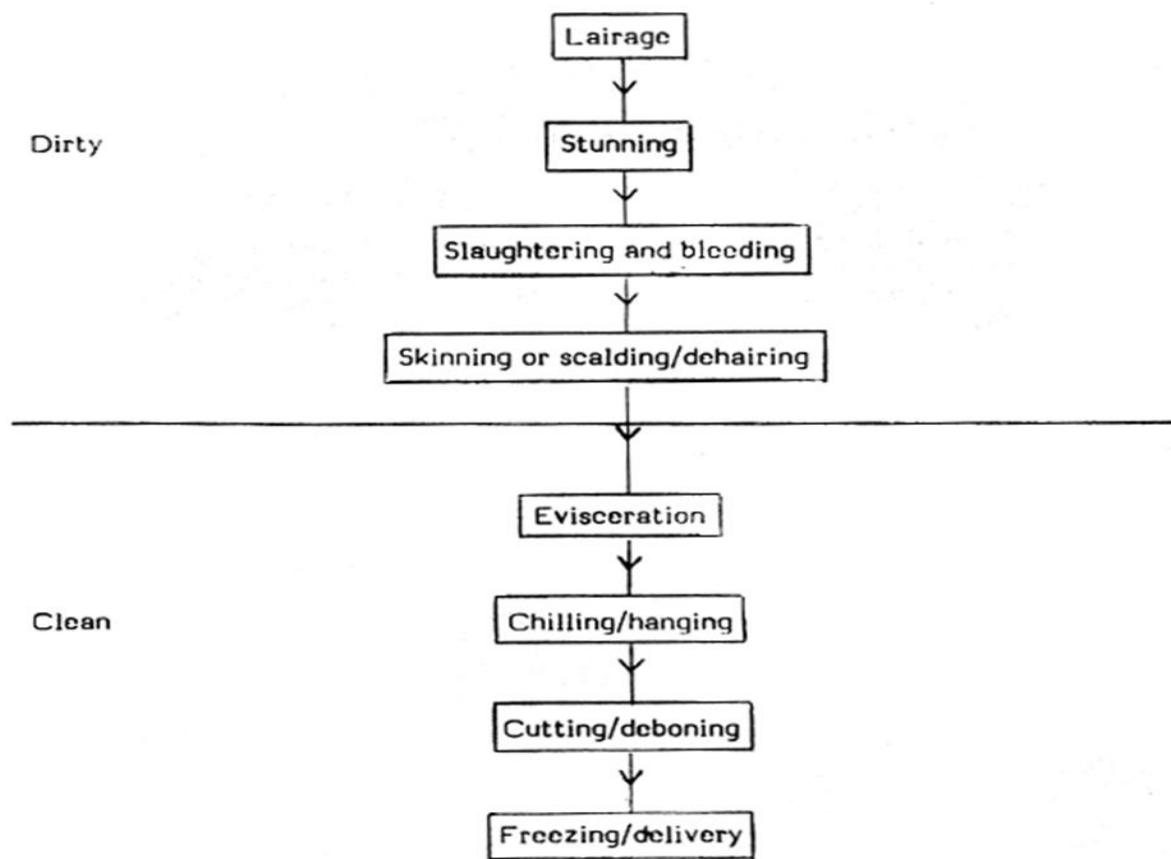 Lairage
Dirty
Stunning
Slaughtering and bleeding
Skinning or scalding/dehairing
Evisceration
Clean
Chilling/hanging
Cutting/deboning
Freezing/delivery